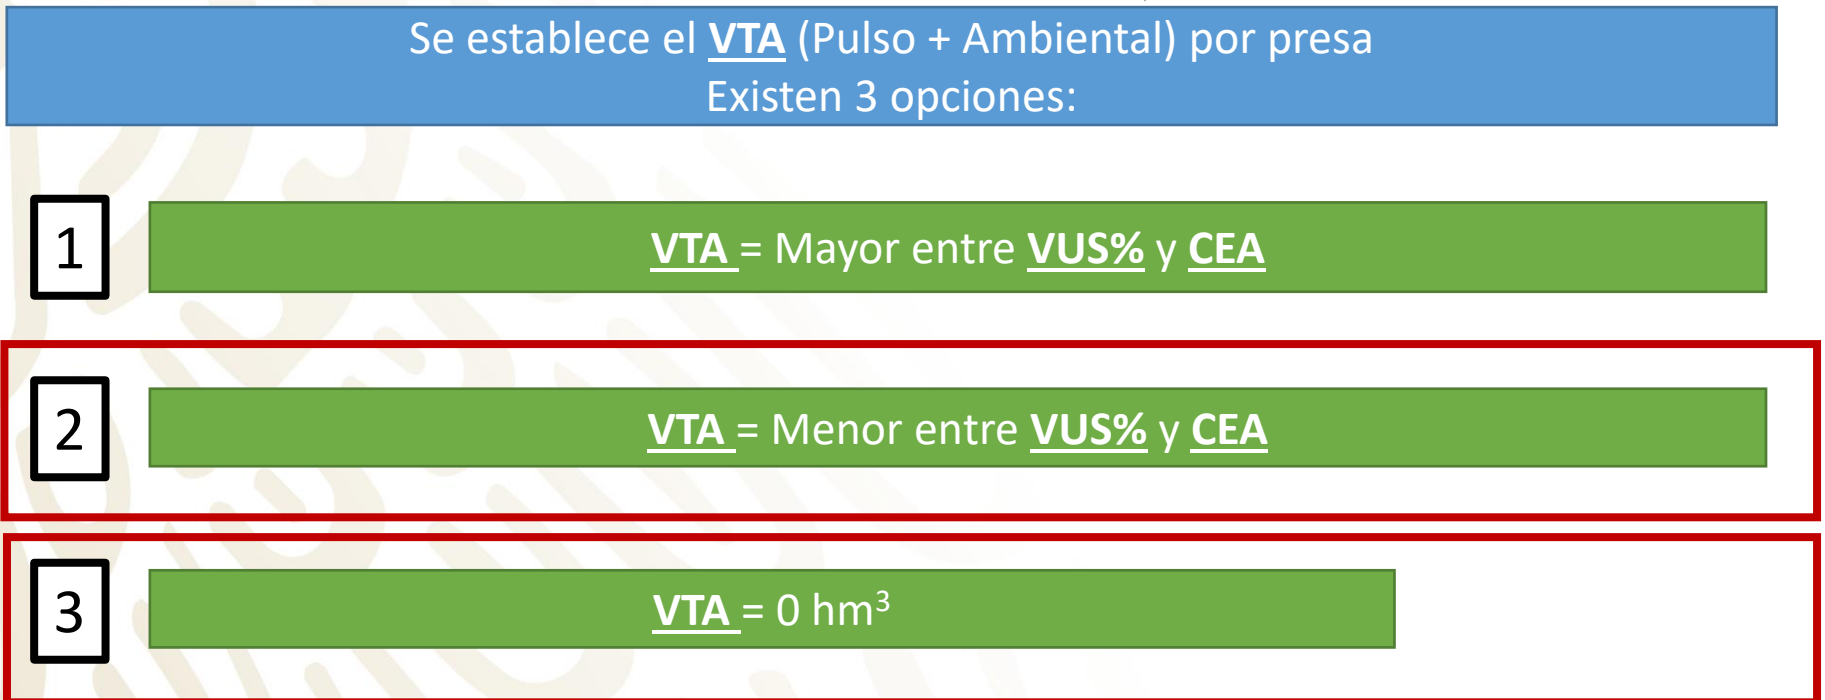 Se establece el VTA (Pulso + Ambiental) por presa
Existen 3 opciones:
1
VTA = Mayor entre VUS% y CEA
2
VTA = Menor entre VUS% y CEA
3
VTA = 0 hm³